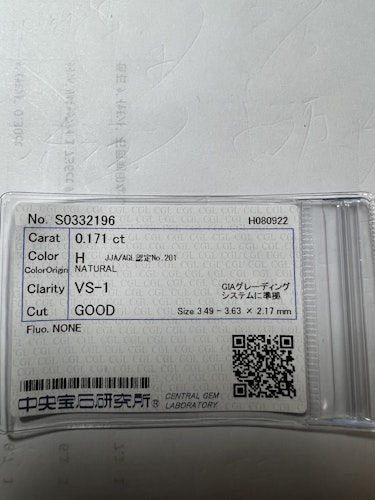 No. S0332196 H080922
Carat 0.171 ct
Color H JJA/AGL認定No.201
ColorOrigin NATURAL
Clarity VS-1 GIAグレーディング
システムに準拠
Cut GOOD Size 3.49 - 3.63 × 2.17 mm
Fluo. NONE
中央宝石研究所® CENTRAL GEM
LABORATORY